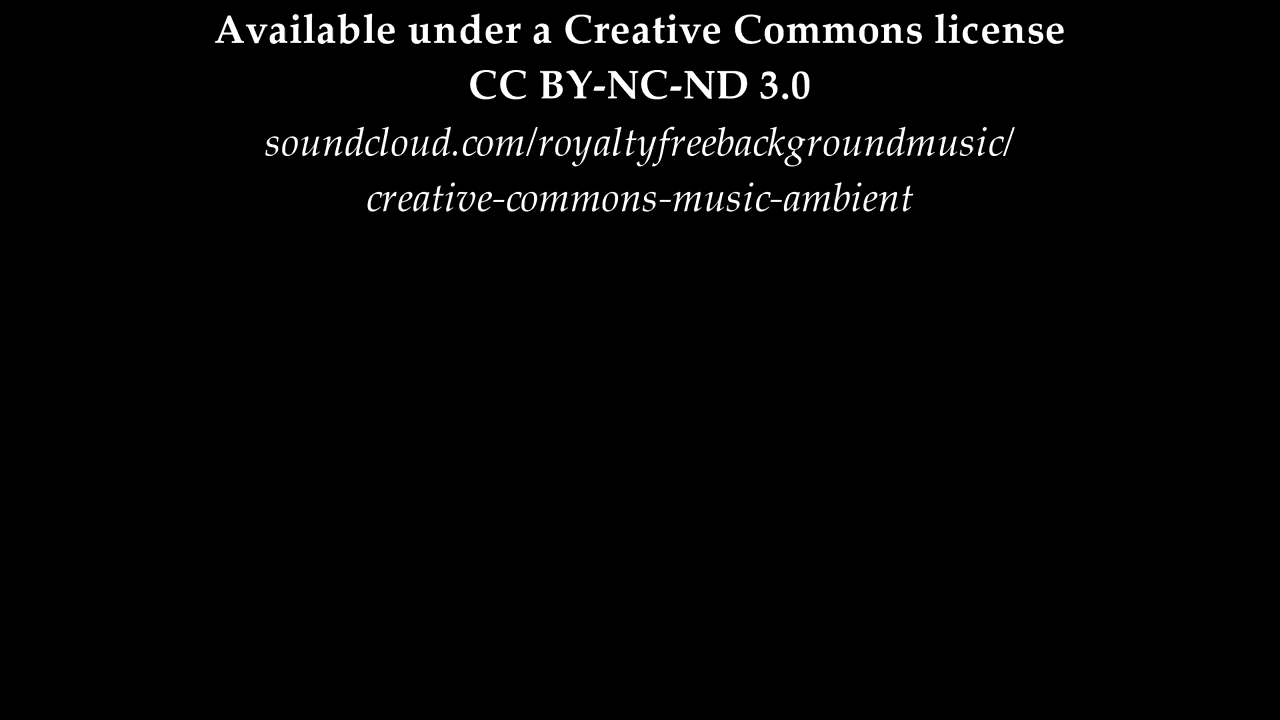 Available under a Creative Commons license
CC BY-NC-ND 3.0
soundcloud.com/royaltyfreebackgroundmusic/
creative-commons-music-ambient